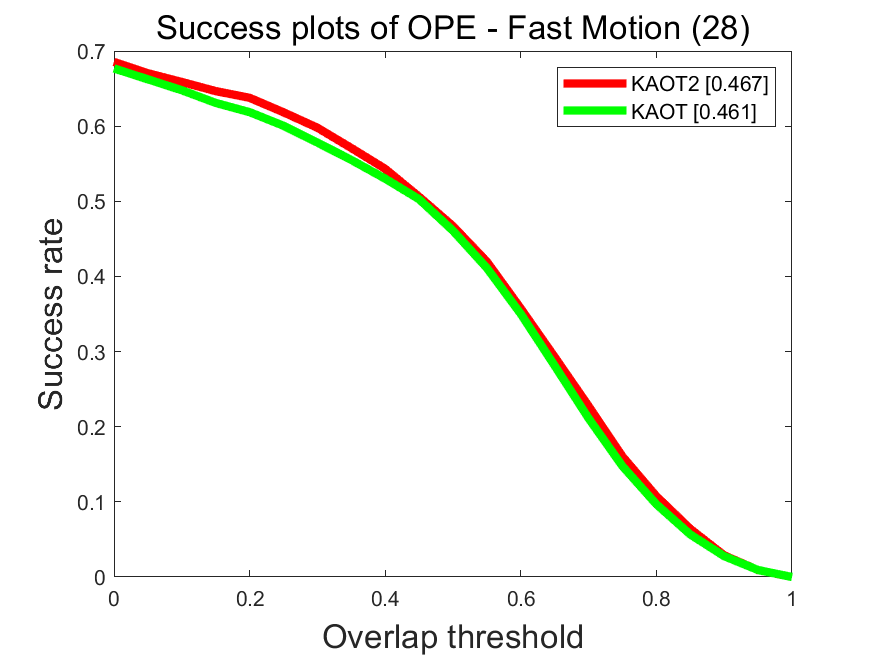 Success plots of OPE - Fast Motion (28)
KAOT2 [0.467]
KAOT [0.461]
Success rate
0.7
0.6
0.5
0.4
0.3
0.2
0.1
0
0 0.2 0.4 0.6 0.8 1
Overlap threshold